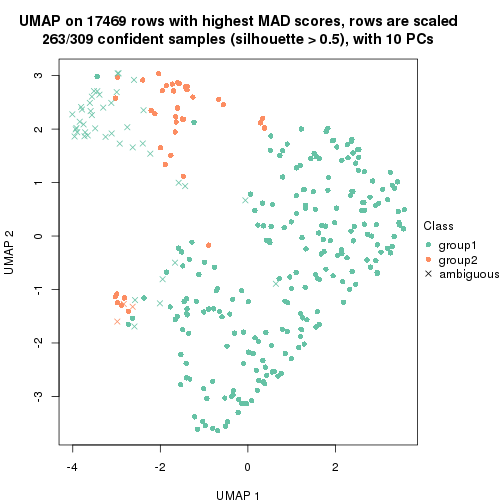 UMAP on 17469 rows with highest MAD scores, rows are scaled
263/309 confident samples (silhouette > 0.5), with 10 PCs
3
2
1
0
-1
-2
-3
UMAP 2
-4
-2
0
2
UMAP 1
Class
group1
group2
ambiguous